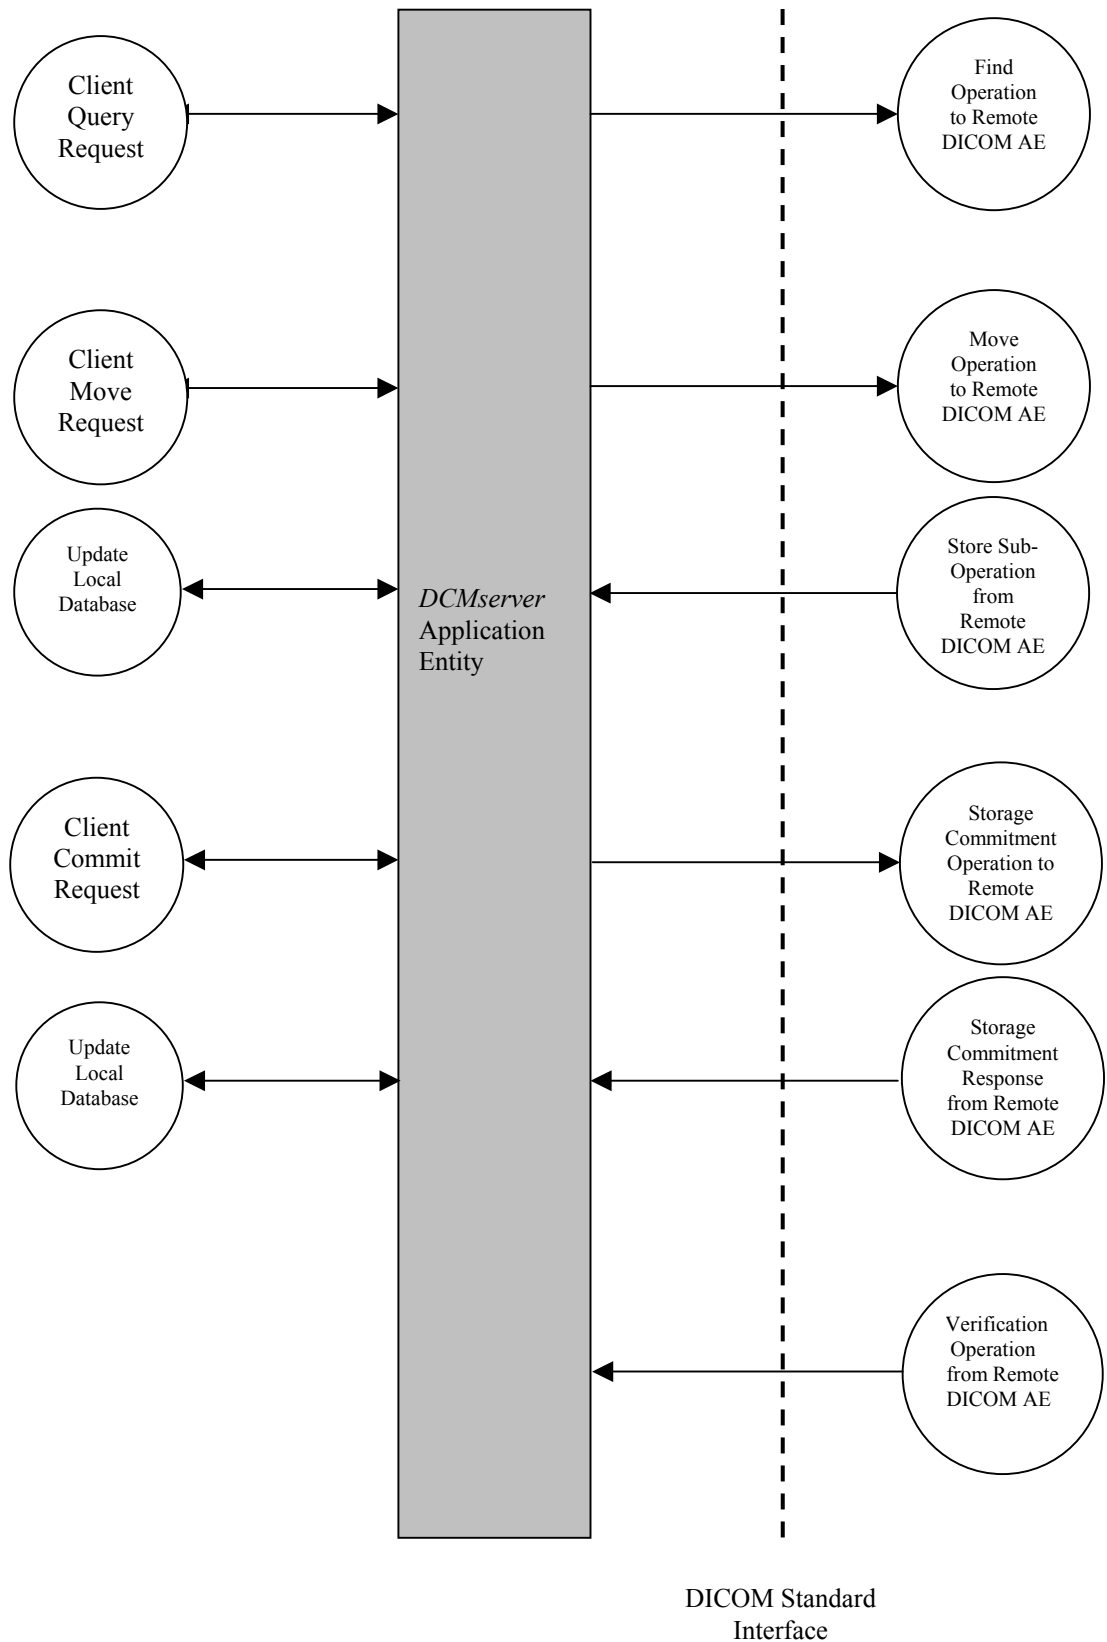 Client
Query
Request
Find
Operation
to Remote
DICOM AE
Client
Move
Request
Move
Operation
to Remote
DICOM AE
Update
Local
Database
DCMserver
Application
Entity
Store Sub-
Operation
from
Remote
DICOM AE
Client
Commit
Request
Storage
Commitment
Operation to
Remote
DICOM AE
Update
Local
Database
Storage
Commitment
Response
from Remote
DICOM AE
Verification
Operation
from Remote
DICOM AE
DICOM Standard
Interface